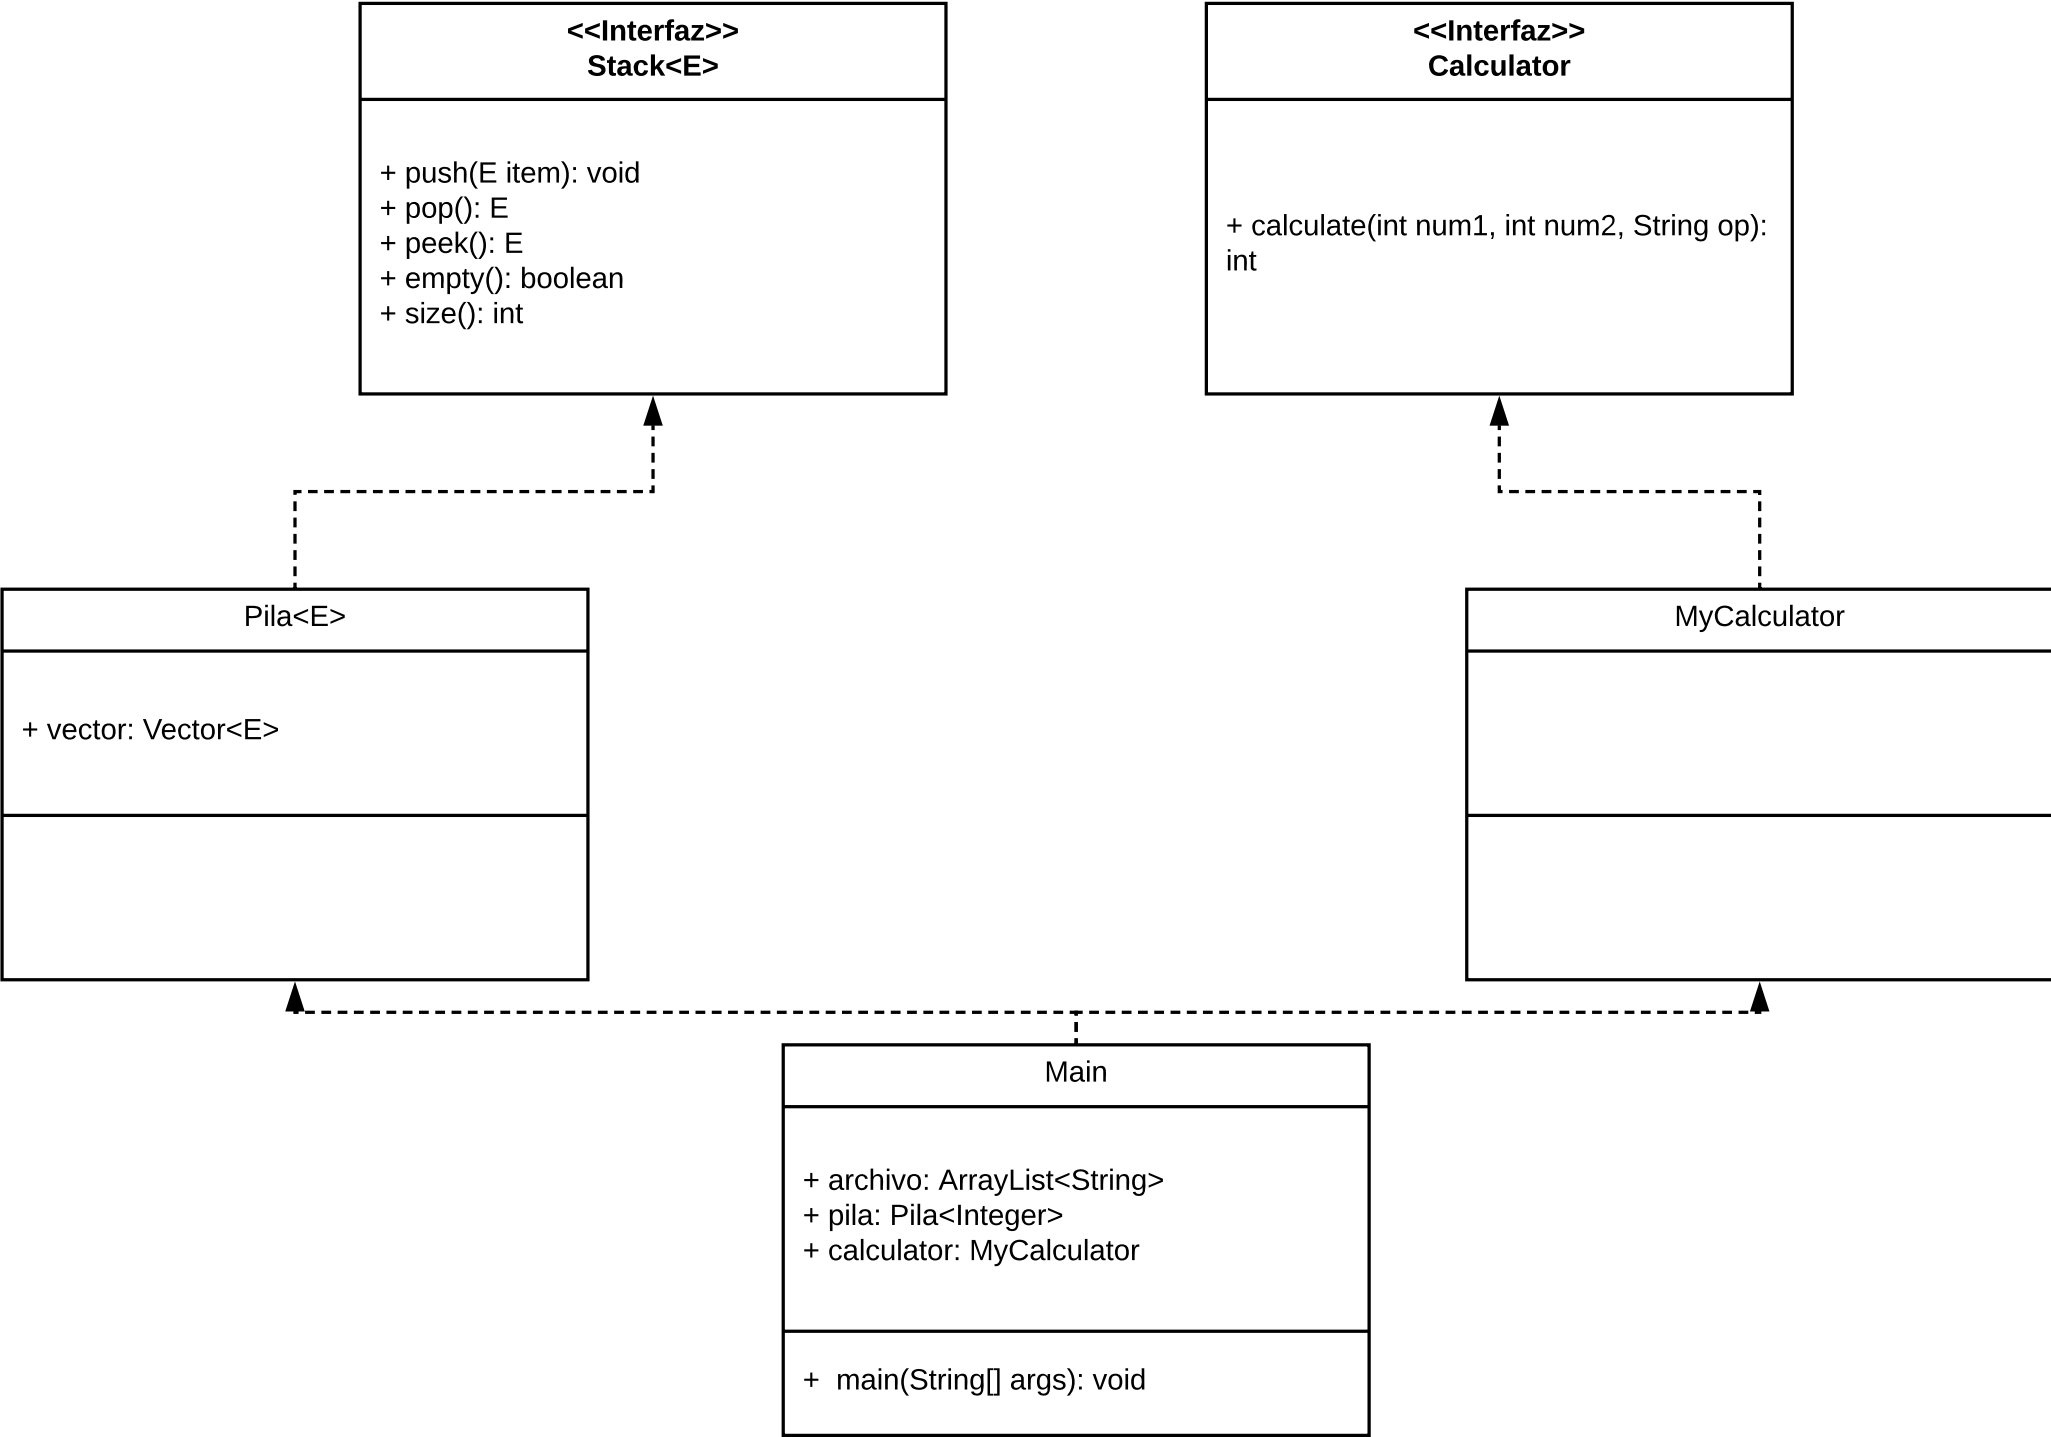 <<Interfaz>>
Stack<E>
+ push(E item): void
+ pop(): E
+ peek(): E
+ empty(): boolean
+ size(): int
<<Interfaz>>
Calculator
+ calculate(int num1, int num2, String op):
int
Pila<E>
+ vector: Vector<E>
MyCalculator
Main
+ archivo: ArrayList<String>
+ pila: Pila<Integer>
+ calculator: MyCalculator
+  main(String[] args): void